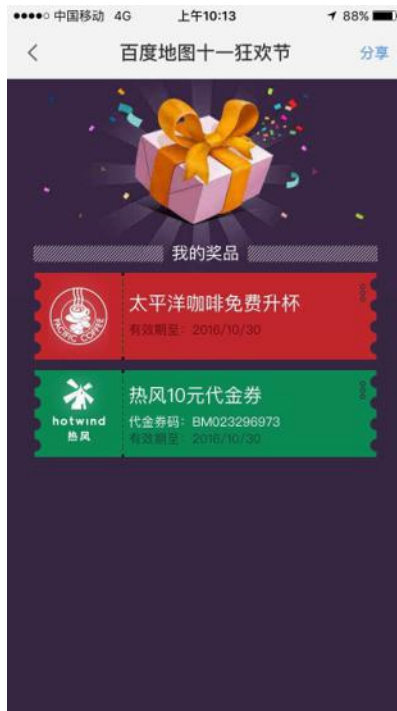 中国移动 4G 上午10:13 88%
百度地图十一狂欢节 分享
我的奖品
太平洋咖啡免费升杯
PACIFIC COFFEE
有效期至：2016/10/30
热风10元代金券
hotwind
热风
代金券码：BM023296973
有效期至：2016/10/30